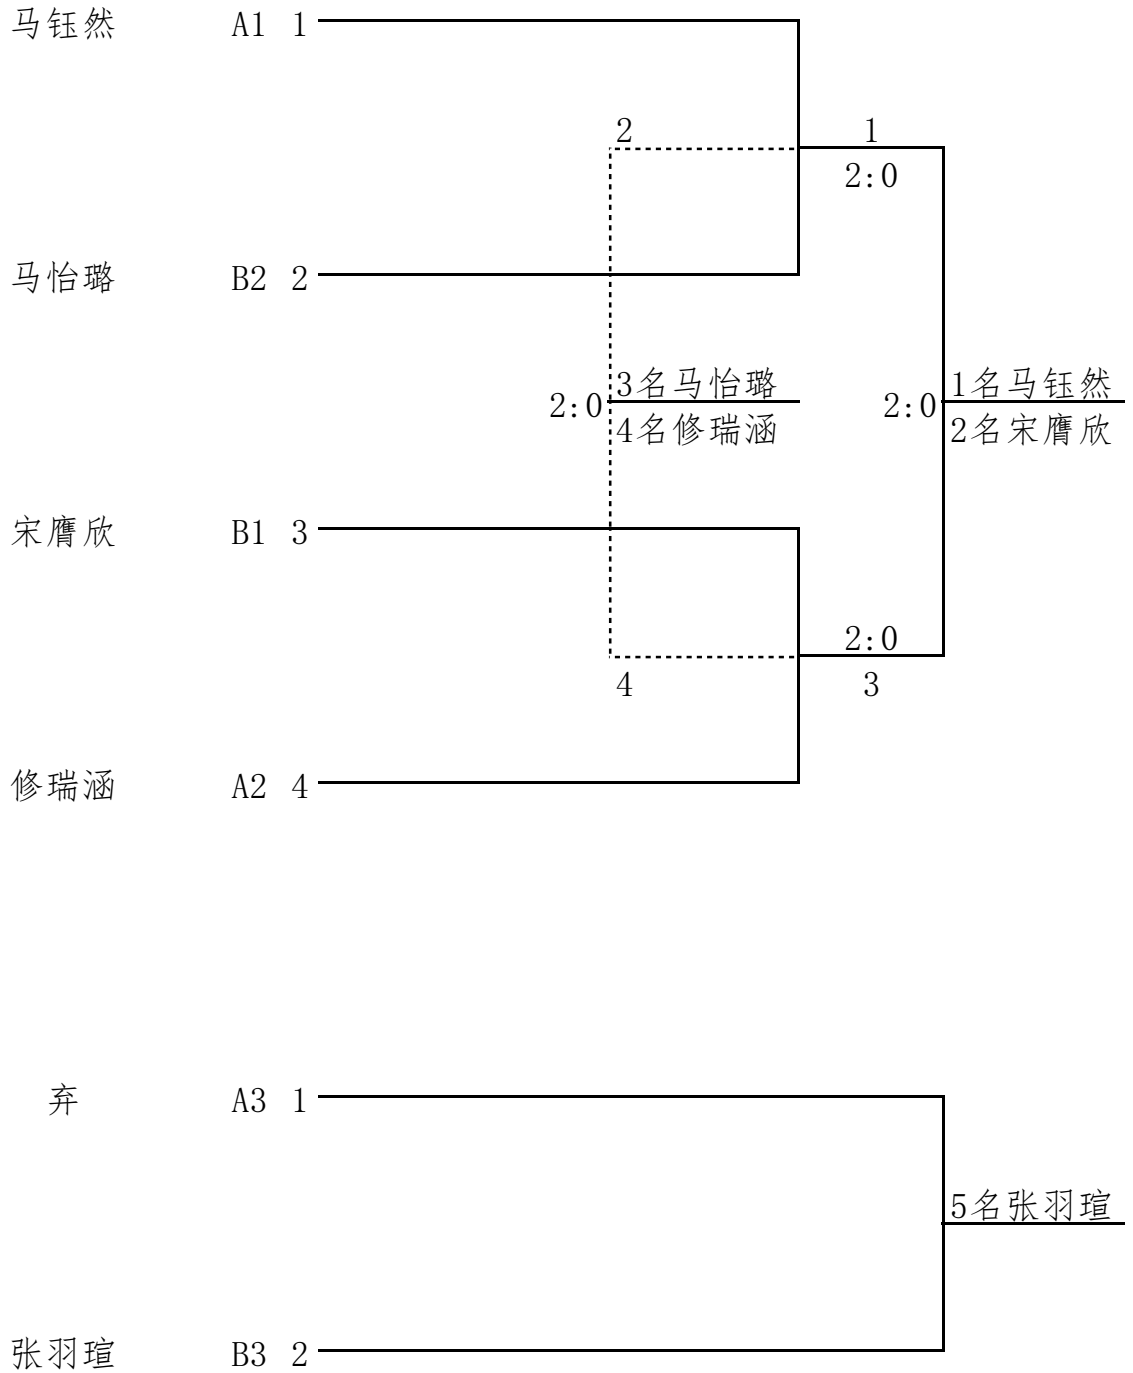 马钰然 A1 1
2 1
2:0
马怡璐 B2 2
3名马怡璐 1名马钰然
2:0 2:0
4名修瑞涵 2名宋膺欣
宋膺欣 B1 3
2:0
4 3
修瑞涵 A2 4
弃 A3 1
5名张羽瑄
张羽瑄 B3 2